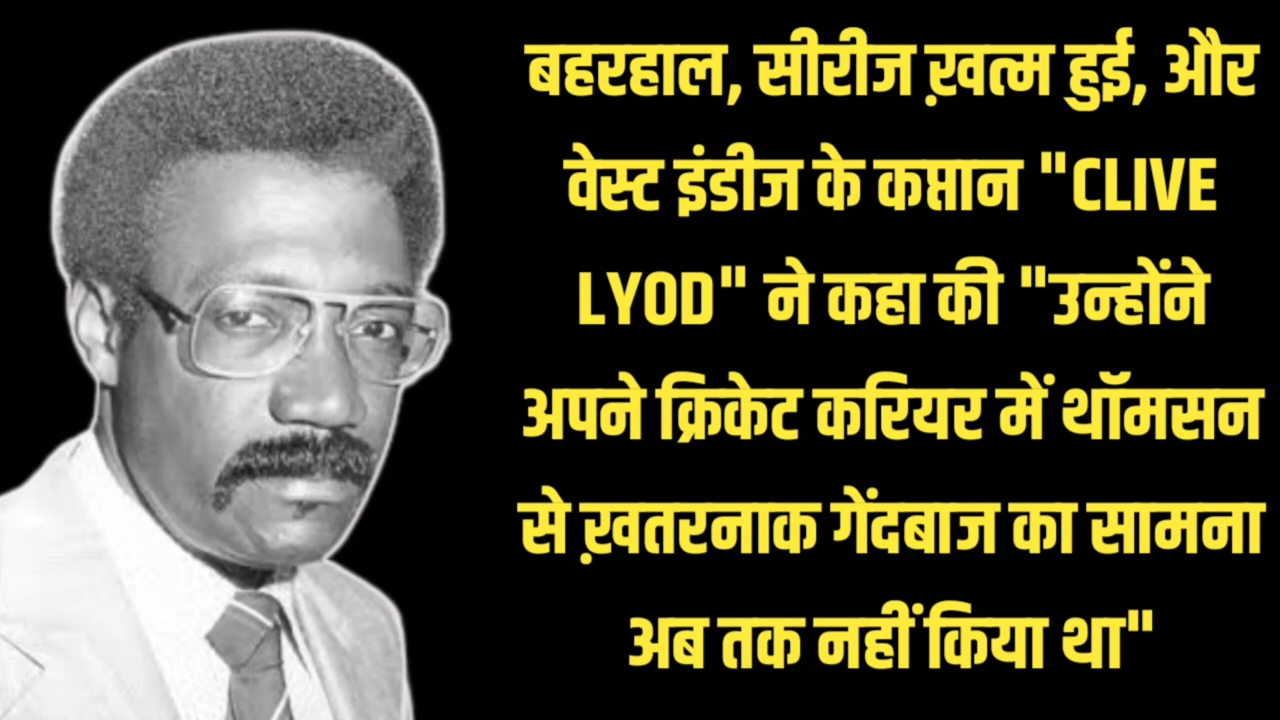 बहरहाल, सीरीज ख़त्म हुई, और
वेस्ट इंडीज के कप्तान "CLIVE
LYOD" ने कहा की "उन्होंने
अपने क्रिकेट करियर में थॉमसन
से ख़तरनाक गेंदबाज का सामना
अब तक नहीं किया था"